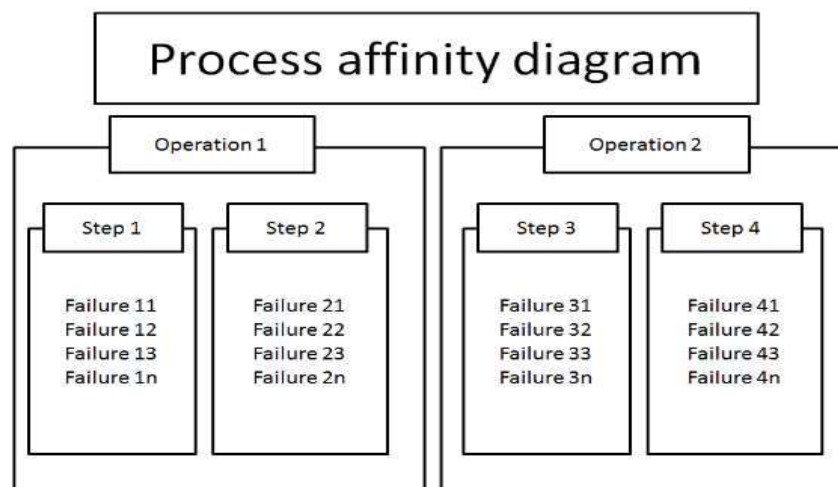 Process affinity diagram
Operation 1
Step 1
Failure 11
Failure 12
Failure 13
Failure 1n
Step 2
Failure 21
Failure 22
Failure 23
Failure 2n
Operation 2
Step 3
Failure 31
Failure 32
Failure 33
Failure 3n
Step 4
Failure 41
Failure 42
Failure 43
Failure 4n